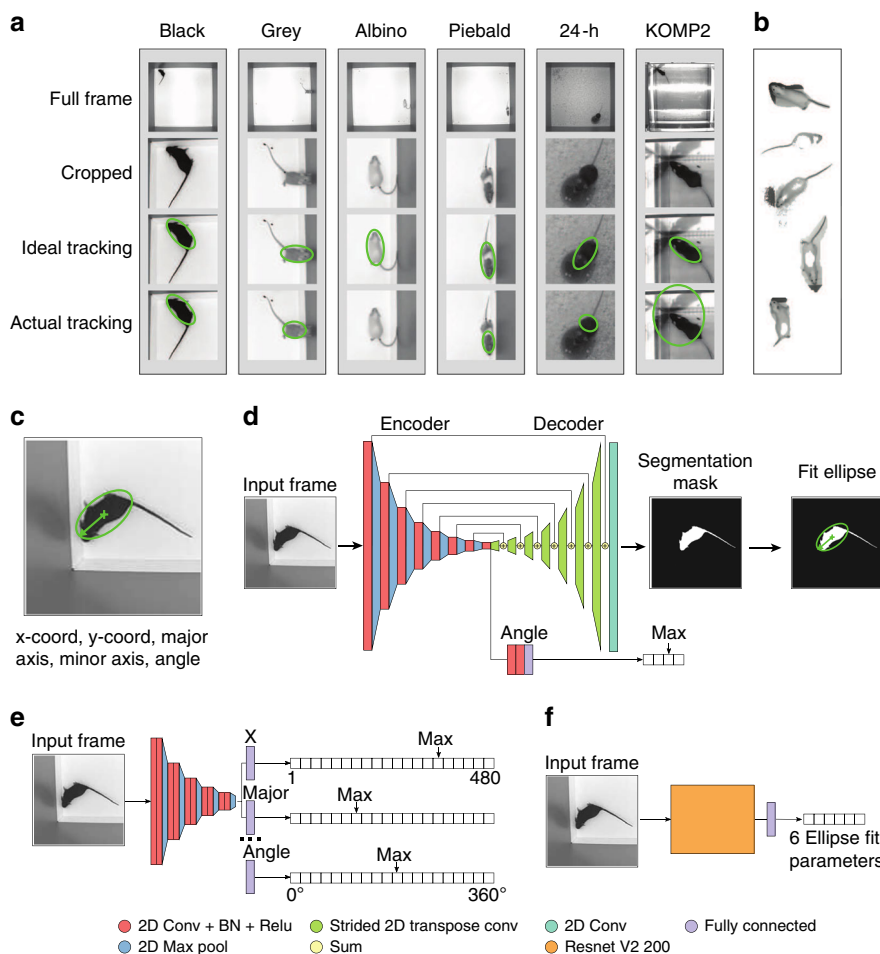 a
b
Black Grey Albino Piebald 24-h KOMP2
Full frame
Cropped
Ideal tracking
Actual tracking
c
d
x-coord, y-coord, major
axis, minor axis, angle
Encoder Decoder
Input frame
Segmentation
mask
Fit ellipse
Angle
Max
e
f
Input frame
X
Max
1 480
Major
Max
Angle
Max
0° 360°
Input frame
6 Ellipse fit
parameters
2D Conv + BN + Relu
Strided 2D transpose conv
2D Conv
Fully connected
2D Max pool
Sum
Resnet V2 200